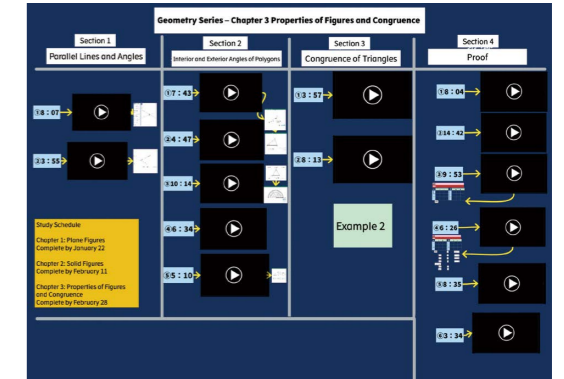 Geometry Series – Chapter 3 Properties of Figures and Congruence
Section 1
Parallel Lines and Angles
①8：07
②3：55
Study Schedule
Chapter 1: Plane Figures
Complete by January 22
Chapter 2: Solid Figures
Complete by February 11
Chapter 3: Properties of Figures
and Congruence
Complete by February 28
Section 2
Interior and Exterior Angles of Polygons
①7：43
②4：47
③10：14
④6：34
⑤5：10
Section 3
Congruence of Triangles
①3：57
②8：13
Example 2
Section 4
Proof
①8：04
②14：42
③9：53
④6：26
⑤8：35
⑥3：34